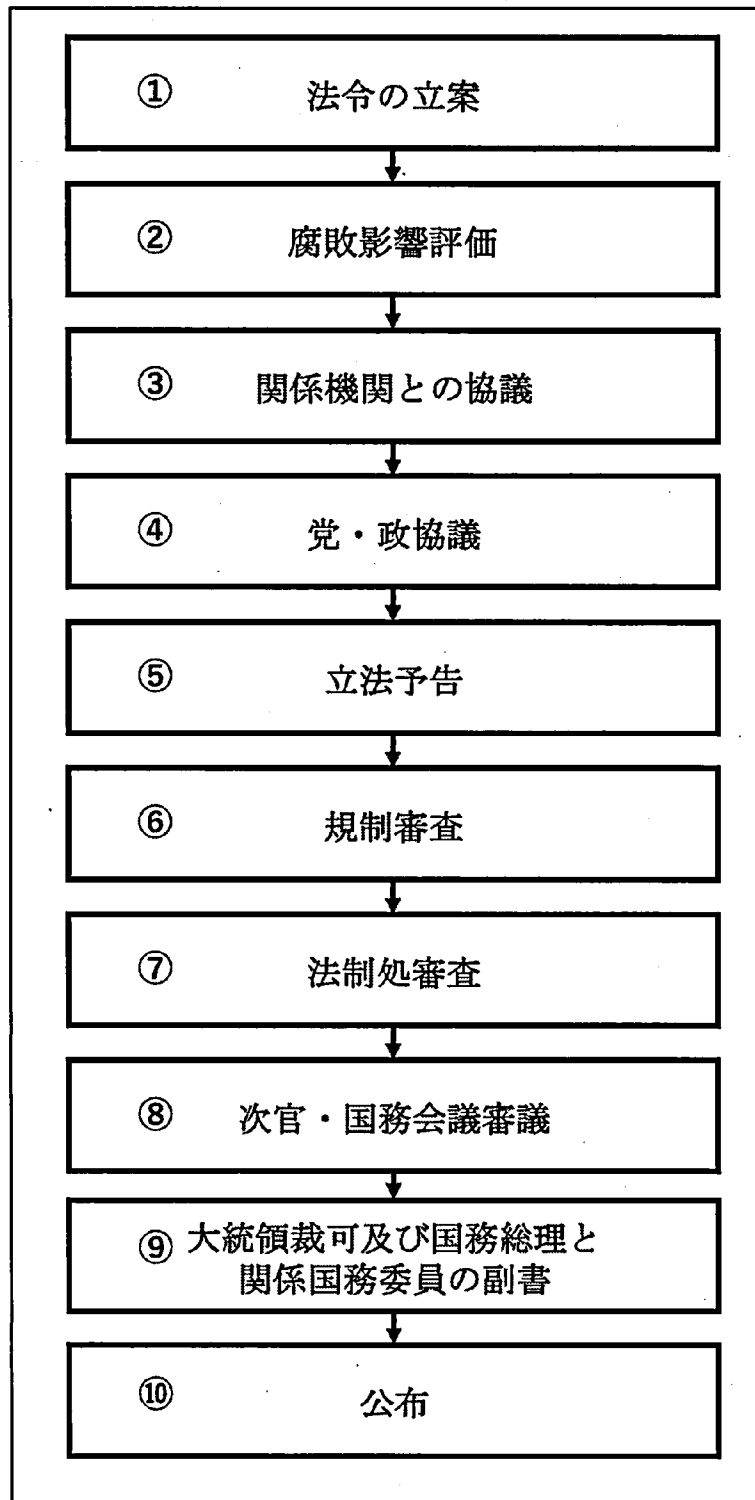 ① 法令の立案
② 腐敗影響評価
③ 関係機関との協議
④ 党・政協議
⑤ 立法予告
⑥ 規制審査
⑦ 法制処審査
⑧ 次官・国務会議審議
⑨ 大統領裁可及び国務総理と
関係国務委員の副書
⑩ 公布